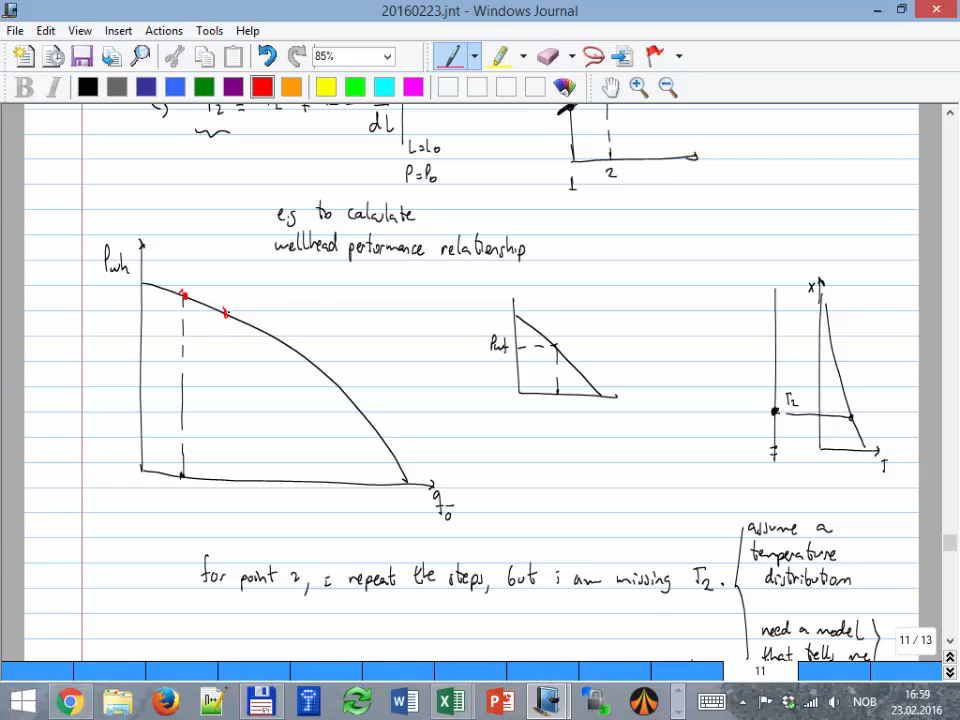 20160223.jnt - Windows Journal
File Edit View Insert Actions Tools Help
85%
B I
T2 =
dL
L=L0
P=P0
1 2
e.g to calculate
wellhead performance relationship
Pwh
qo
Pwf
T2
X
T
for point 2, i repeat the steps, but i am missing T2.
assume a
temperature
distribution
need a model
that tells me
11 / 13
11
NOB
16:59
23.02.2016